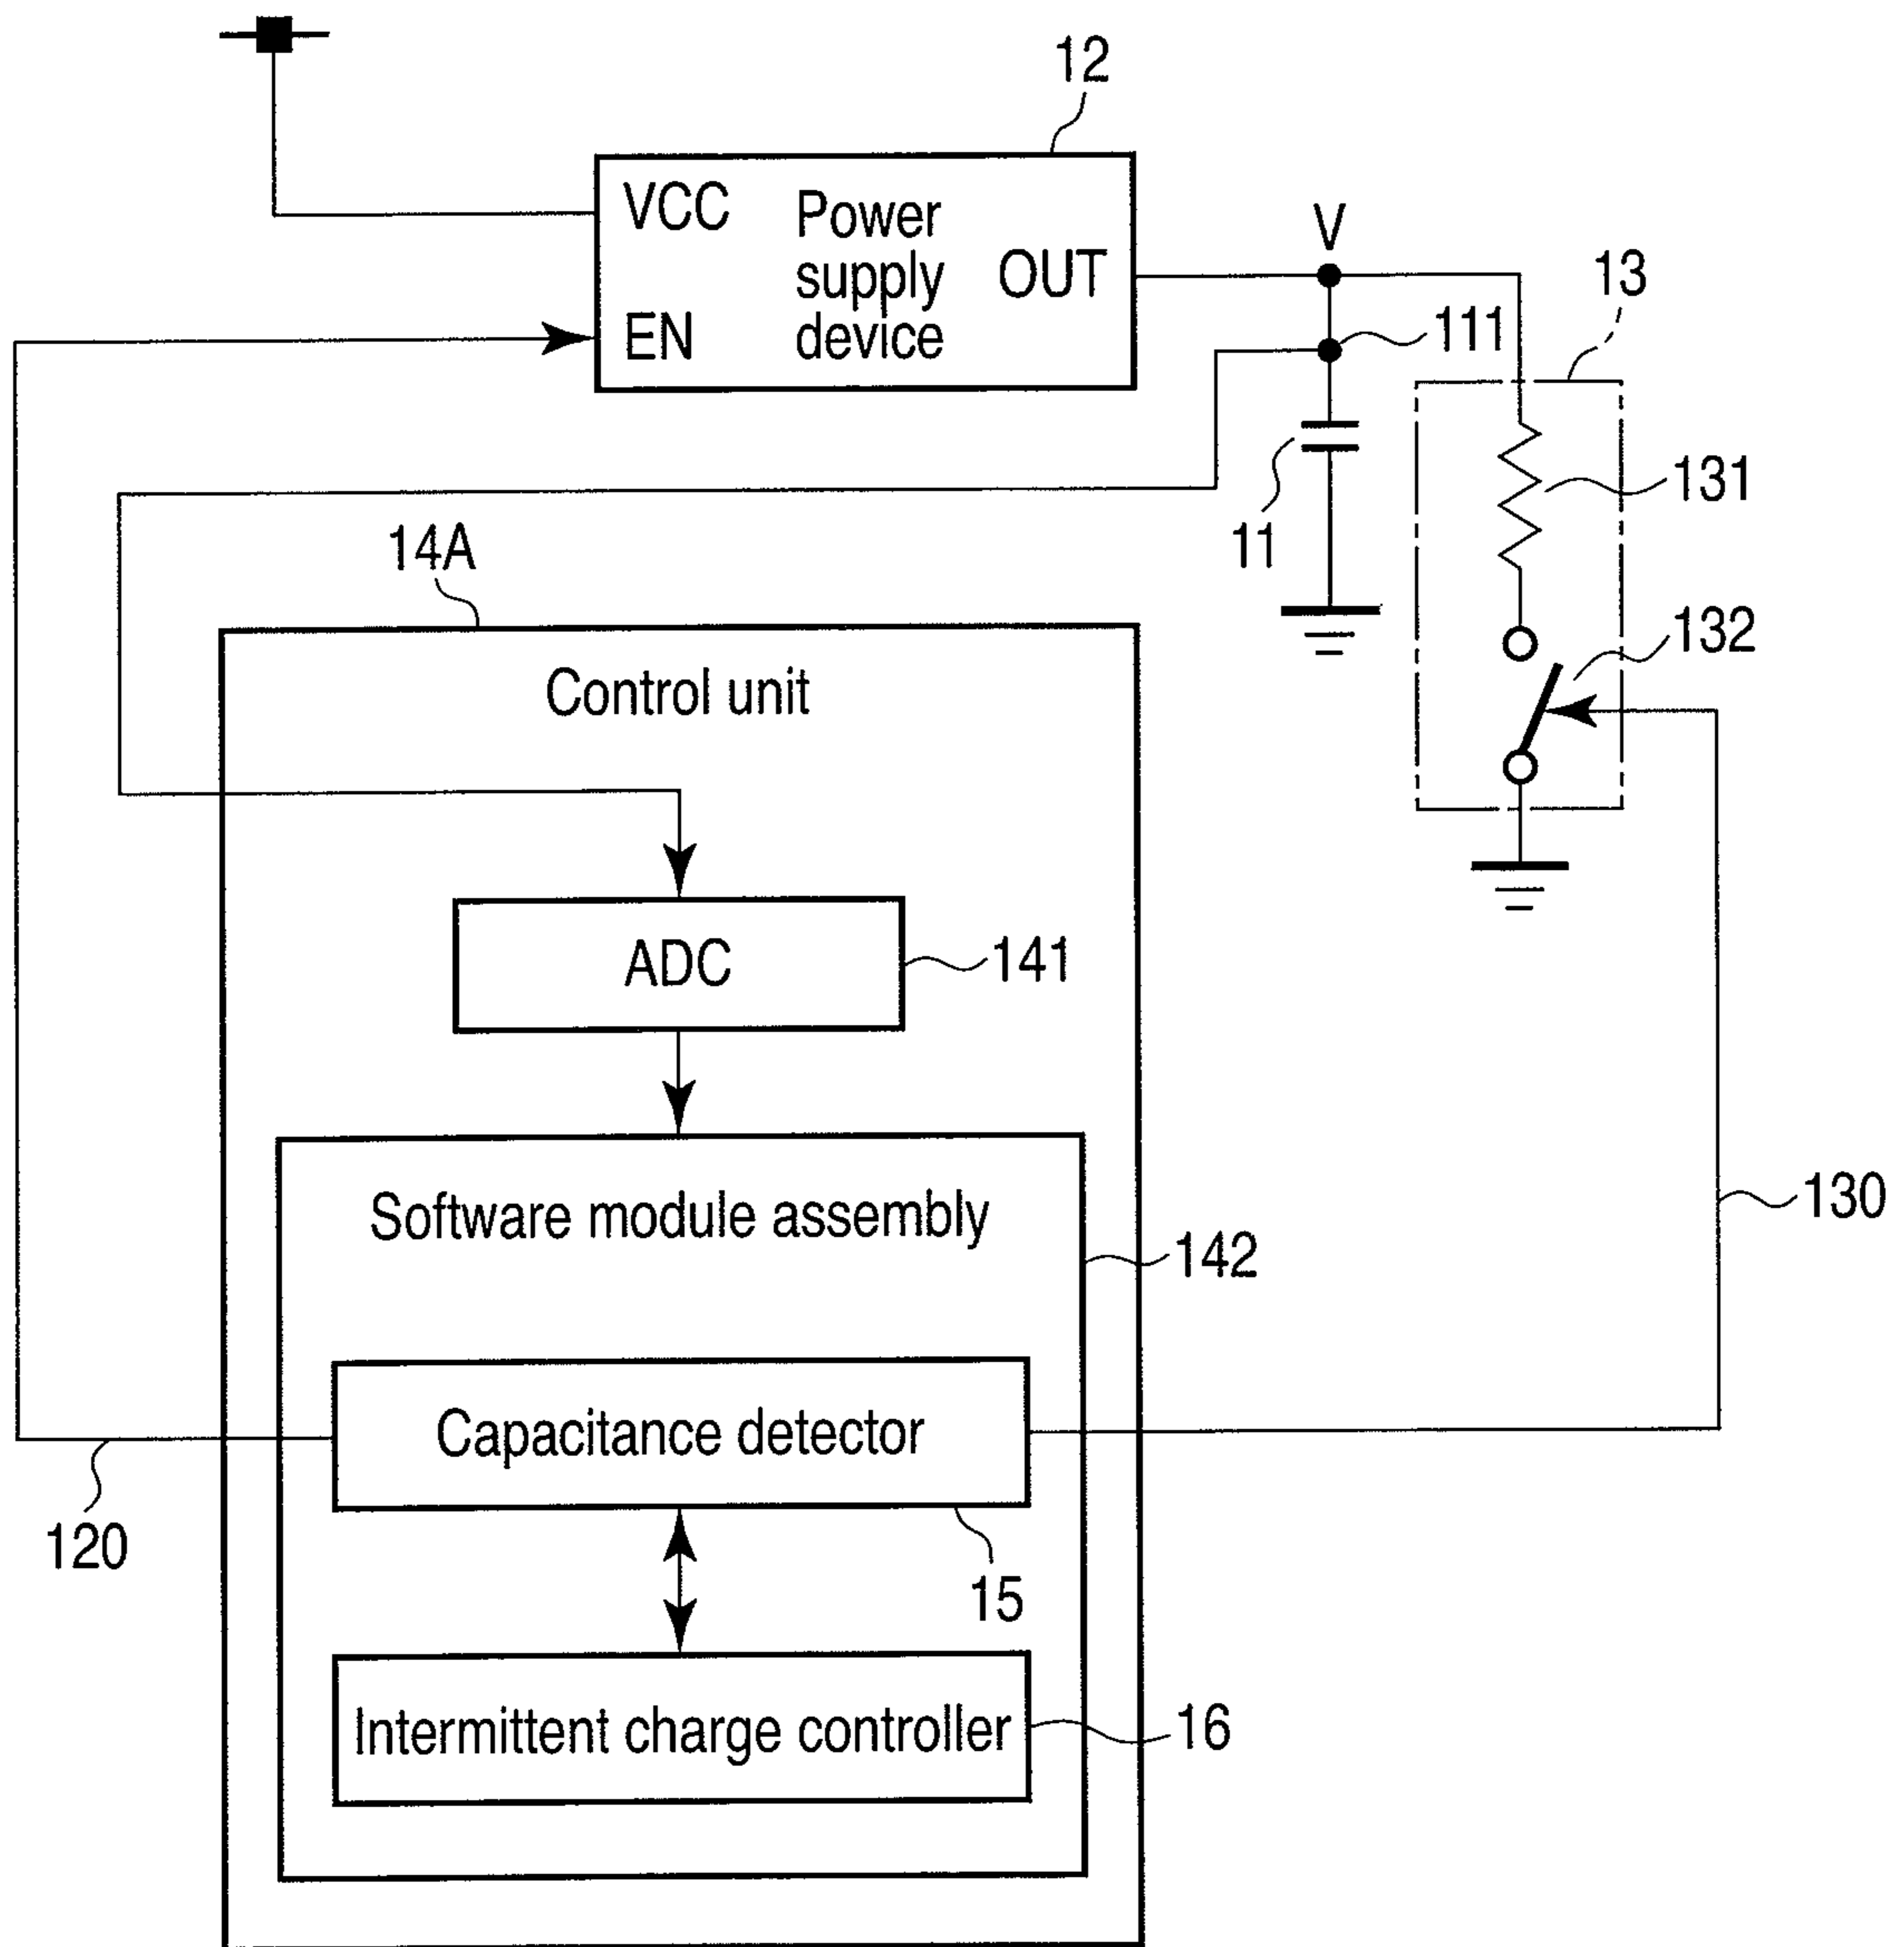 12
VCC
Power
supply
device
OUT
EN
V
13
111
131
11
14A
132
Control unit
ADC
141
130
Software module assembly
142
Capacitance detector
120
15
Intermittent charge controller
16